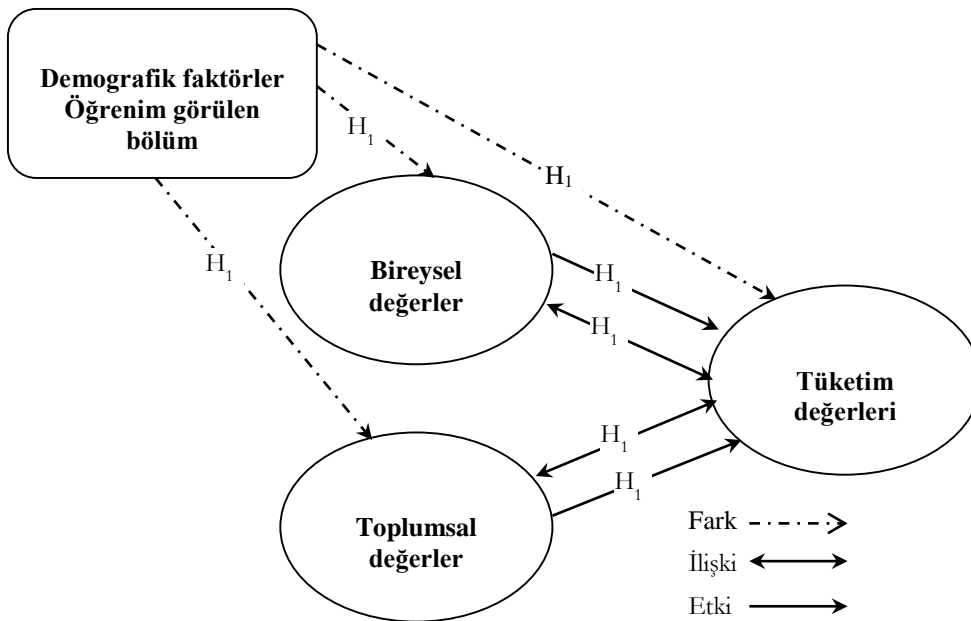 Demografik faktörler
Öğrenim görülen
bölüm
H₁
H₁
H₁
Bireysel
değerler
H₁
H₁
Tüketim
değerleri
H₁
H₁
Toplumsal
değerler
Fark
İlişki
Etki